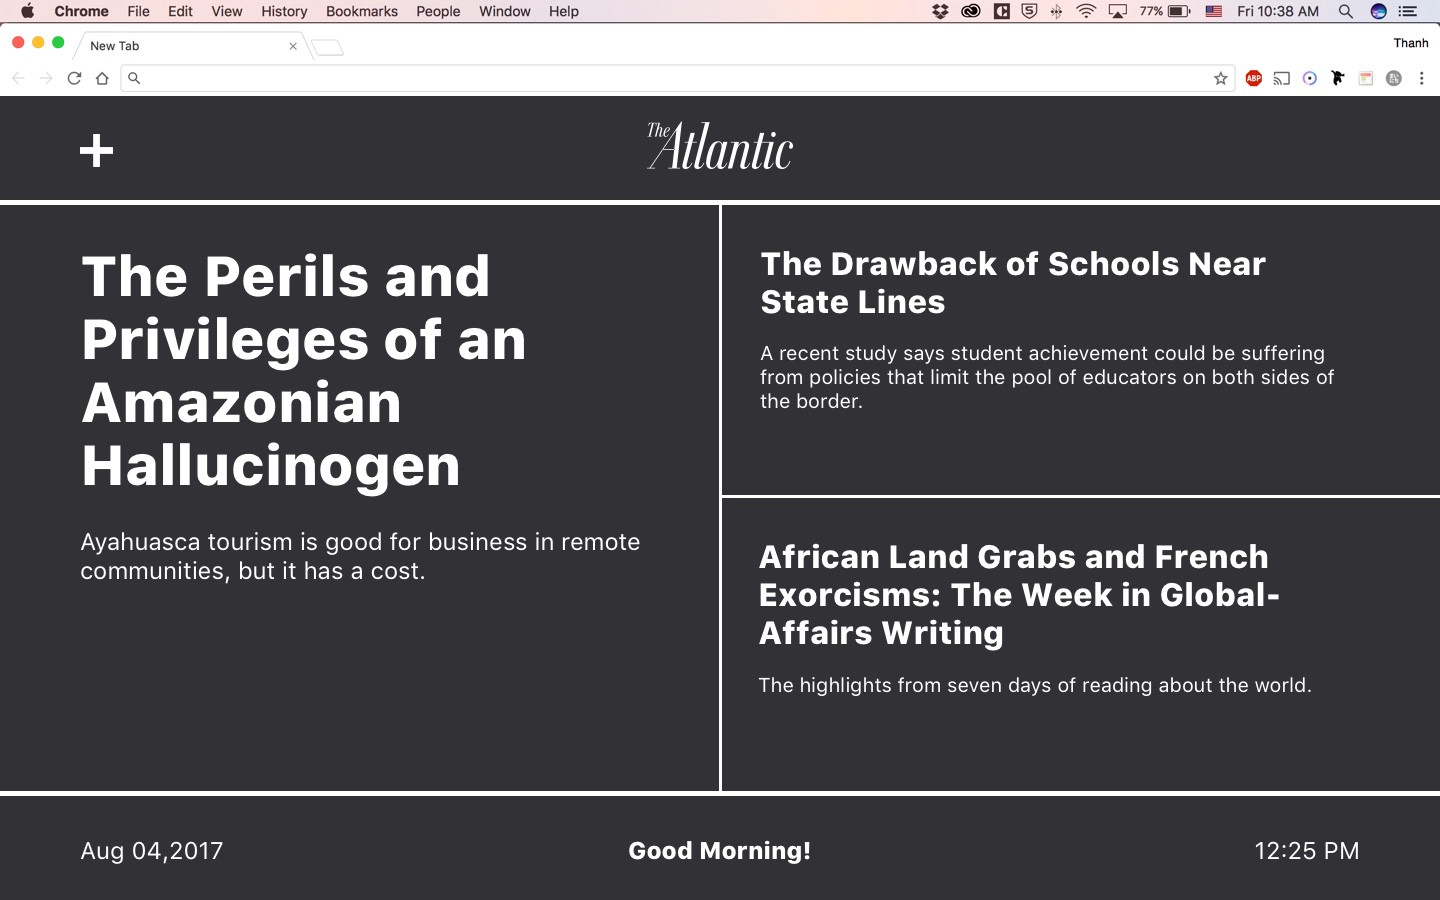 Chrome File Edit View History Bookmarks People Window Help 77% Fri 10:38 AM
New Tab
Thanh
ABP
The Atlantic
The Perils and
Privileges of an
Amazonian
Hallucinogen
Ayahuasca tourism is good for business in remote
communities, but it has a cost.
The Drawback of Schools Near
State Lines
A recent study says student achievement could be suffering
from policies that limit the pool of educators on both sides of
the border.
African Land Grabs and French
Exorcisms: The Week in Global-
Affairs Writing
The highlights from seven days of reading about the world.
Aug 04,2017
Good Morning!
12:25 PM